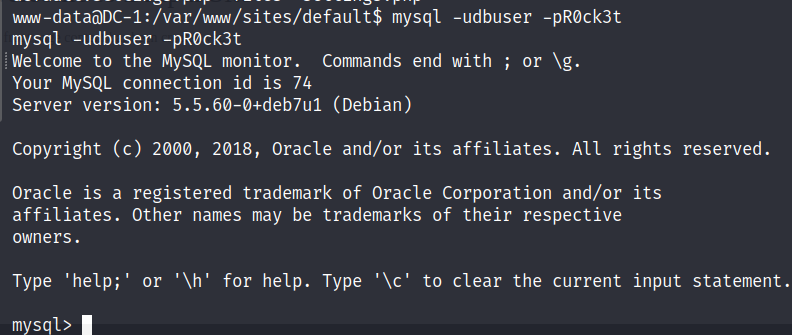 www-data@DC-1:/var/www/sites/default$ mysql -udbuser -pR0ck3t
mysql -udbuser -pR0ck3t
Welcome to the MySQL monitor.  Commands end with ; or \g.
Your MySQL connection id is 74
Server version: 5.5.60-0+deb7u1 (Debian)

Copyright (c) 2000, 2018, Oracle and/or its affiliates. All rights reserved.

Oracle is a registered trademark of Oracle Corporation and/or its
affiliates. Other names may be trademarks of their respective
owners.

Type 'help;' or '\h' for help. Type '\c' to clear the current input statement.

mysql>